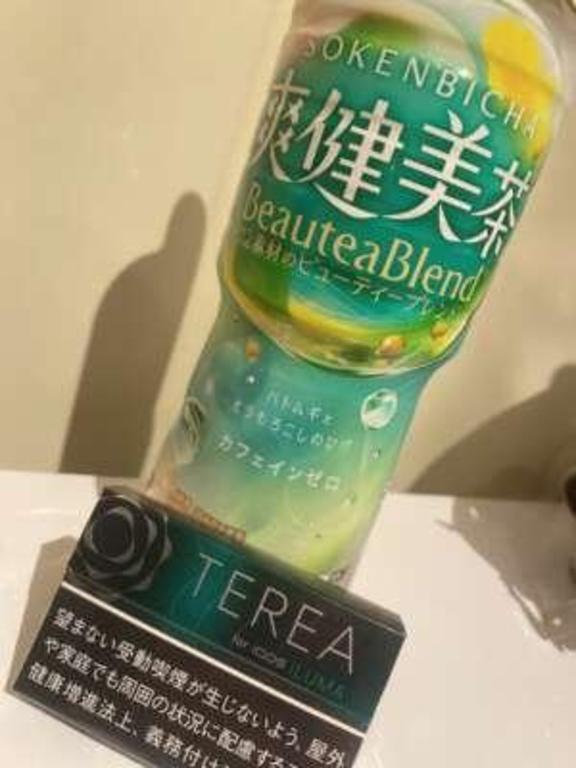 SOKENBICHA
爽健美茶
BeauteaBlend
素材のビューティーブレンド
ハトムギと
とうもろこしの
カフェインゼロ
TEREA
for IQOS ILUMA
望まない受動喫煙が生じないよう、屋外
や家庭でも周囲の状況に配慮する
健康増進法上、義務付け